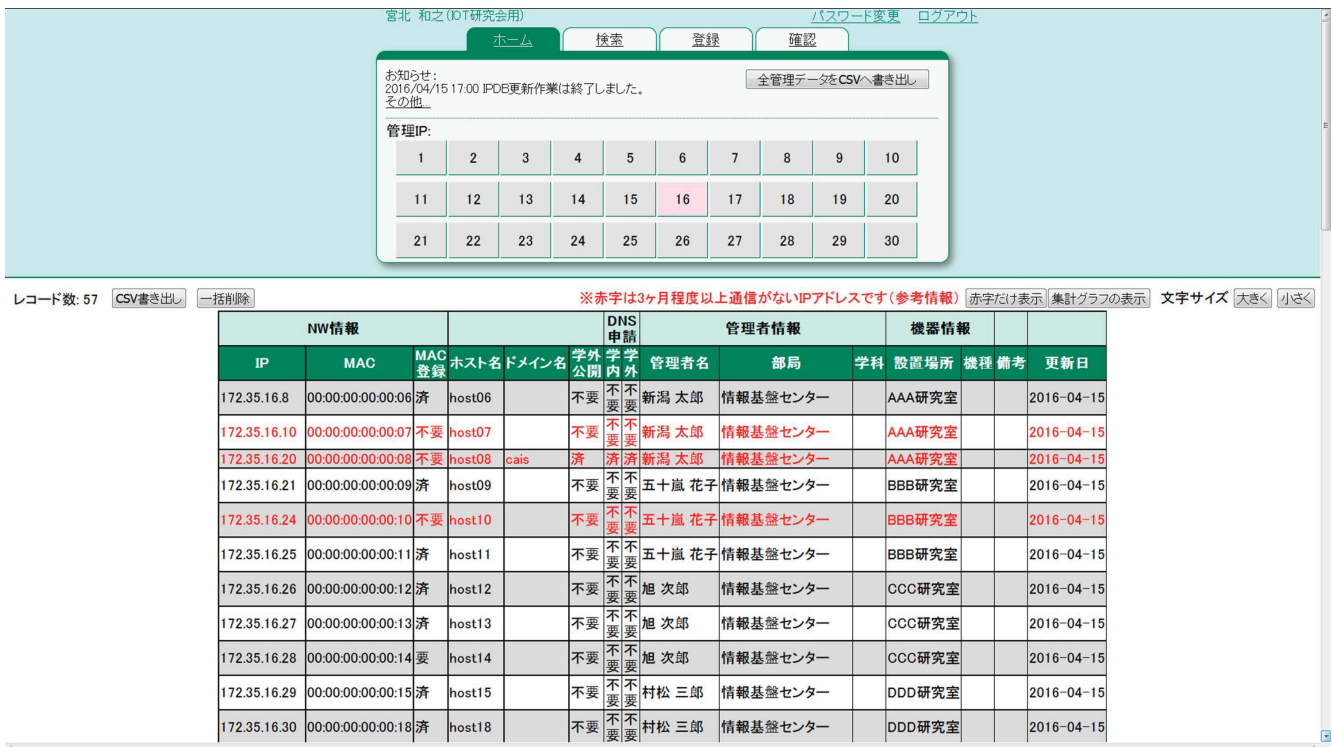 宮北 和之(IOT研究会用) パスワード変更 ログアウト
ホーム 検索 登録 確認
お知らせ: 全管理データをCSVへ書き出し
2016/04/15 17:00 IPDB更新作業は終了しました。
その他...
管理IP:
1 2 3 4 5 6 7 8 9 10
11 12 13 14 15 16 17 18 19 20
21 22 23 24 25 26 27 28 29 30
レコード数: 57 CSV書き出し 一括削除 ※赤字は3ヶ月程度以上通信がないIPアドレスです(参考情報) 赤字だけ表示 集計グラフの表示 文字サイズ 大きく 小さく
NW情報 DNS申請 管理者情報 機器情報
IP MAC MAC登録 ホスト名 ドメイン名 学外公開 学内 学外 管理者名 部局 学科 設置場所 機種 備考 更新日
172.35.16.8 00:00:00:00:00:06 済 host06 不要 不要 不要 新潟 太郎 情報基盤センター AAA研究室 2016-04-15
172.35.16.10 00:00:00:00:00:07 不要 host07 不要 不要 不要 新潟 太郎 情報基盤センター AAA研究室 2016-04-15
172.35.16.20 00:00:00:00:00:08 不要 host08 cais 済 済 済 新潟 太郎 情報基盤センター AAA研究室 2016-04-15
172.35.16.21 00:00:00:00:00:09 済 host09 不要 不要 不要 五十嵐 花子 情報基盤センター BBB研究室 2016-04-15
172.35.16.24 00:00:00:00:00:10 不要 host10 不要 不要 不要 五十嵐 花子 情報基盤センター BBB研究室 2016-04-15
172.35.16.25 00:00:00:00:00:11 済 host11 不要 不要 不要 五十嵐 花子 情報基盤センター BBB研究室 2016-04-15
172.35.16.26 00:00:00:00:00:12 済 host12 不要 不要 不要 旭 次郎 情報基盤センター CCC研究室 2016-04-15
172.35.16.27 00:00:00:00:00:13 済 host13 不要 不要 不要 旭 次郎 情報基盤センター CCC研究室 2016-04-15
172.35.16.28 00:00:00:00:00:14 要 host14 不要 不要 不要 旭 次郎 情報基盤センター CCC研究室 2016-04-15
172.35.16.29 00:00:00:00:00:15 済 host15 不要 不要 不要 村松 三郎 情報基盤センター DDD研究室 2016-04-15
172.35.16.30 00:00:00:00:00:18 済 host18 不要 不要 不要 村松 三郎 情報基盤センター DDD研究室 2016-04-15